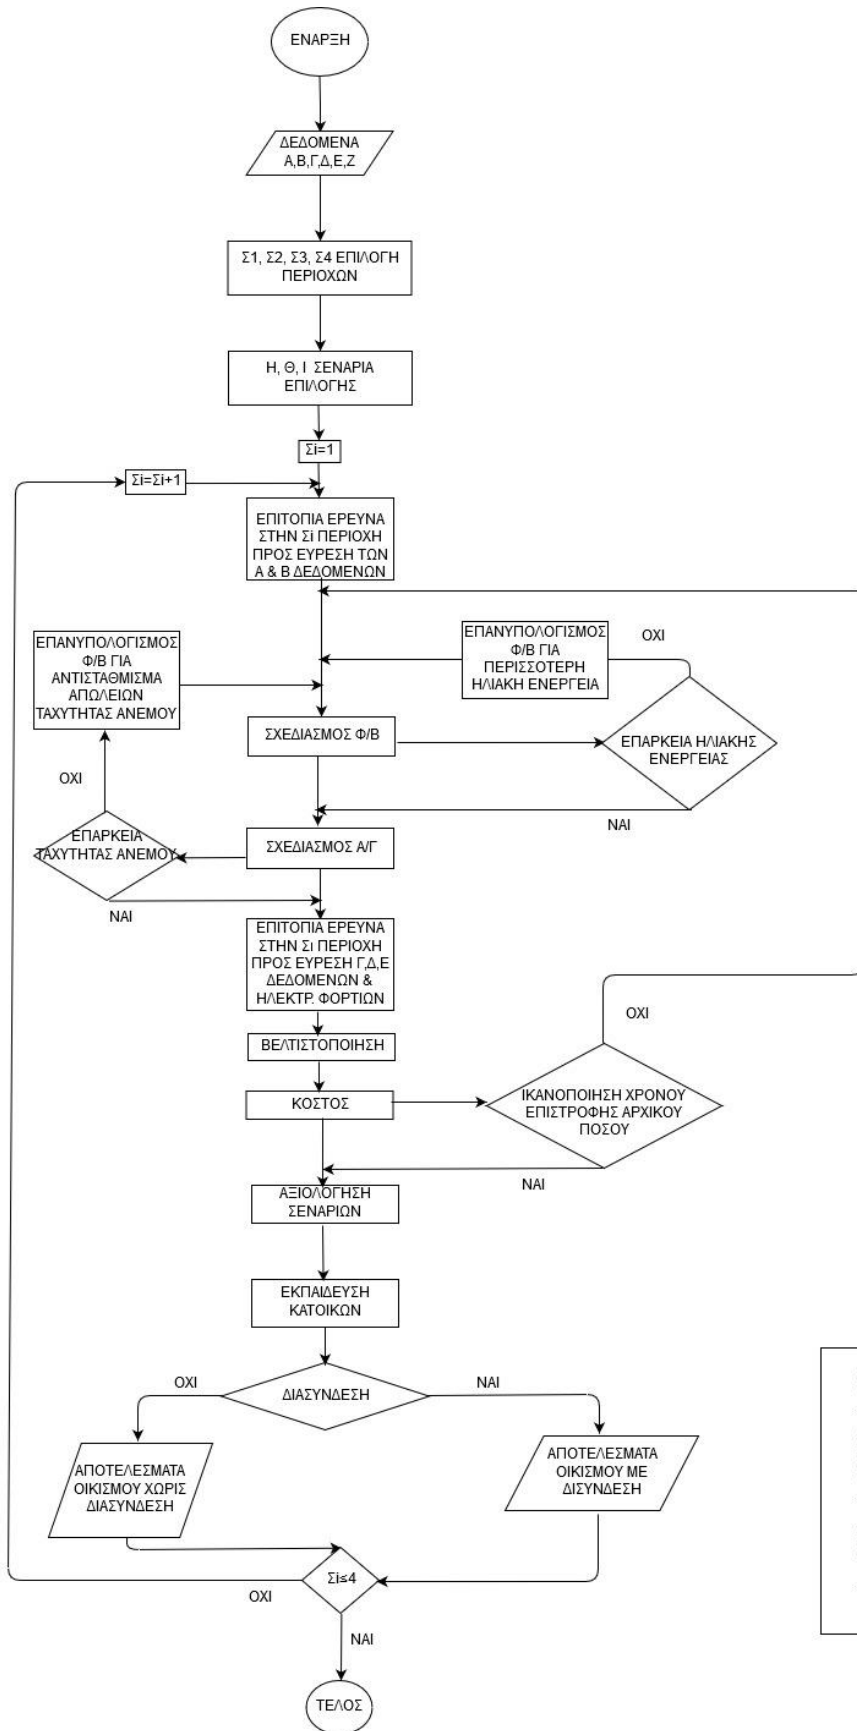 ΕΝΑΡΞΗ
ΔΕΔΟΜΕΝΑ
Α,Β,Γ,Δ,Ε,Ζ
Σ1, Σ2, Σ3, Σ4 ΕΠΙΛΟΓΗ
ΠΕΡΙΟΧΩΝ
Η, Θ, Ι ΣΕΝΑΡΙΑ
ΕΠΙΛΟΓΗΣ
Σi=1
Σi=Σi+1
ΕΠΙΤΟΠΙΑ ΕΡΕΥΝΑ
ΣΤΗΝ Σi ΠΕΡΙΟΧΗ
ΠΡΟΣ ΕΥΡΕΣΗ ΤΩΝ
Α & Β ΔΕΔΟΜΕΝΩΝ
ΕΠΑΝΥΠΟΛΟΓΙΣΜΟΣ
Φ/Β ΓΙΑ
ΑΝΤΙΣΤΑΘΜΙΣΜΑ
ΑΠΩΛΕΙΩΝ
ΤΑΧΥΤΗΤΑΣ ΑΝΕΜΟΥ
ΕΠΑΝΥΠΟΛΟΓΙΣΜΟΣ
Φ/Β ΓΙΑ
ΠΕΡΙΣΣΟΤΕΡΗ
ΗΛΙΑΚΗ ΕΝΕΡΓΕΙΑ
ΟΧΙ
ΣΧΕΔΙΑΣΜΟΣ Φ/Β
ΕΠΑΡΚΕΙΑ ΗΛΙΑΚΗΣ
ΕΝΕΡΓΕΙΑΣ
ΟΧΙ
ΝΑΙ
ΕΠΑΡΚΕΙΑ
ΤΑΧΥΤΗΤΑΣ ΑΝΕΜΟΥ
ΣΧΕΔΙΑΣΜΟΣ Α/Γ
ΝΑΙ
ΕΠΙΤΟΠΙΑ ΕΡΕΥΝΑ
ΣΤΗΝ Σι ΠΕΡΙΟΧΗ
ΠΡΟΣ ΕΥΡΕΣΗ Γ,Δ,Ε
ΔΕΔΟΜΕΝΩΝ &
ΗΛΕΚΤΡ. ΦΟΡΤΙΩΝ
ΟΧΙ
ΒΕΛΤΙΣΤΟΠΟΙΗΣΗ
ΚΟΣΤΟΣ
ΙΚΑΝΟΠΟΙΗΣΗ ΧΡΟΝΟΥ
ΕΠΙΣΤΡΟΦΗΣ ΑΡΧΙΚΟΥ
ΠΟΣΟΥ
ΝΑΙ
ΑΞΙΟΛΟΓΗΣΗ
ΣΕΝΑΡΙΩΝ
ΕΚΠΑΙΔΕΥΣΗ
ΚΑΤΟΙΚΩΝ
ΟΧΙ
ΔΙΑΣΥΝΔΕΣΗ
ΝΑΙ
ΑΠΟΤΕΛΕΣΜΑΤΑ
ΟΙΚΙΣΜΟΥ ΧΩΡΙΣ
ΔΙΑΣΥΝΔΕΣΗ
ΑΠΟΤΕΛΕΣΜΑΤΑ
ΟΙΚΙΣΜΟΥ ΜΕ
ΔΙΣΥΝΔΕΣΗ
Σi≤4
ΟΧΙ
ΝΑΙ
ΤΕΛΟΣ